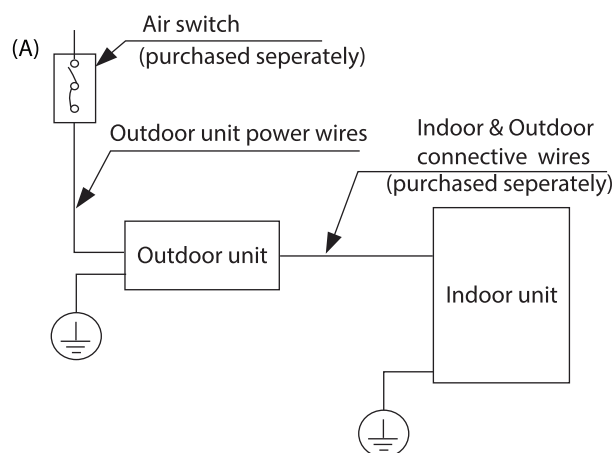 (A)
Air switch
(purchased seperately)
Outdoor unit power wires
Indoor & Outdoor
connective wires
(purchased seperately)
Outdoor unit
Indoor unit